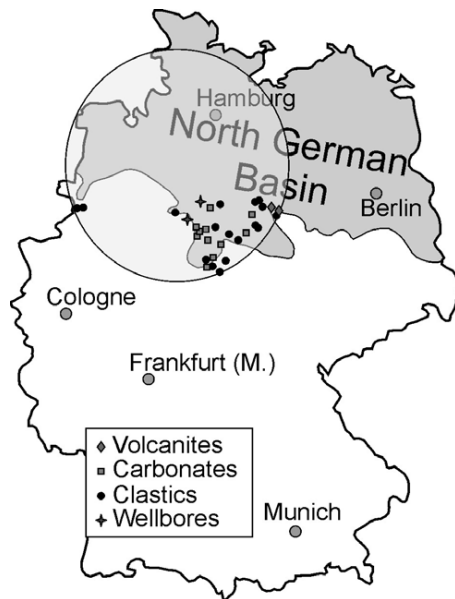 Hamburg
North German
Basin
Berlin
Cologne
Frankfurt (M.)
Volcanites
Carbonates
Clastics
Wellbores
Munich